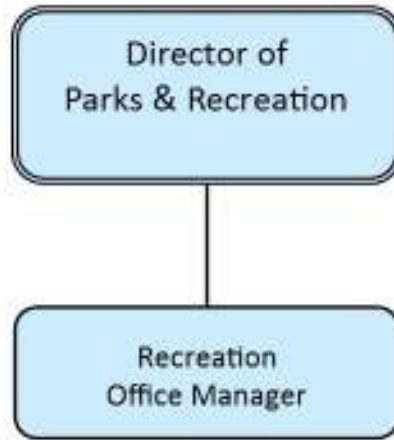 Director of
Parks & Recreation
Recreation
Office Manager